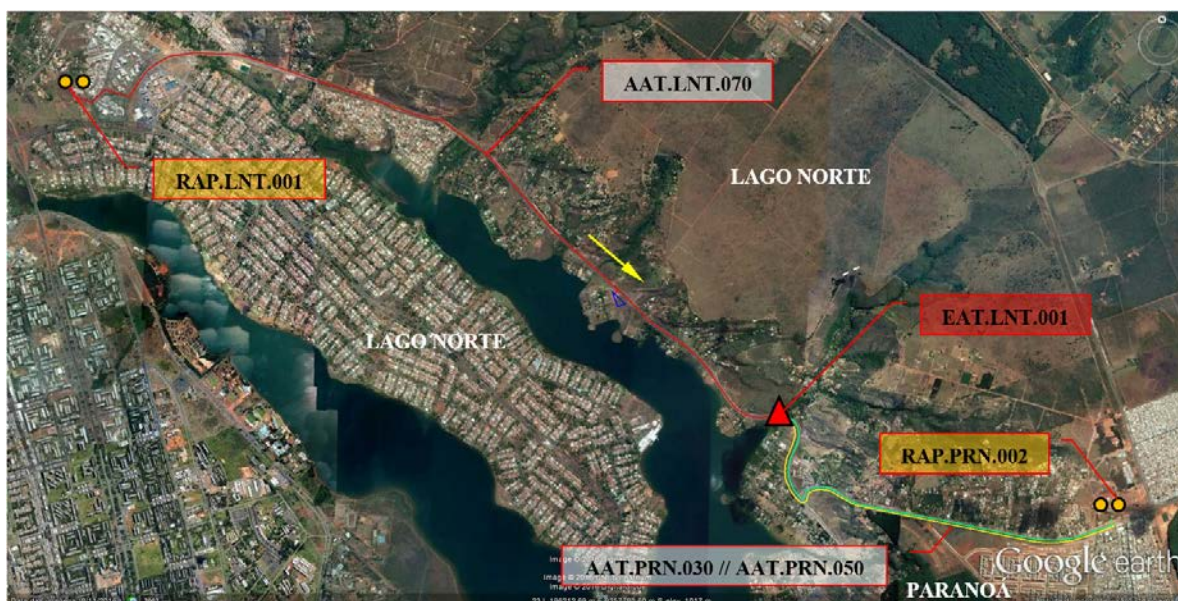 AAT.LNT.070
RAP.LNT.001
LAGO NORTE
EAT.LNT.001
LAGO NORTE
RAP.PRN.002
AAT.PRN.030 // AAT.PRN.050
Google earth
PARANOÁ